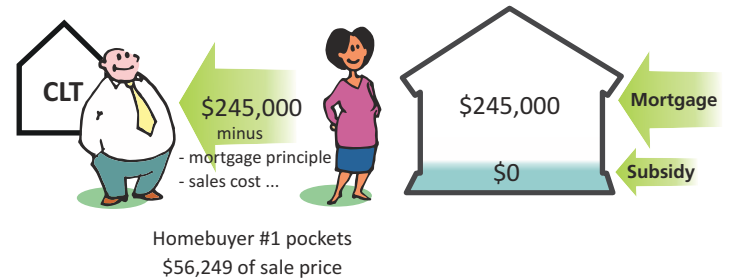 CLT
$245,000
minus
- mortgage principle
- sales cost ...
$245,000
Mortgage
$0
Subsidy
Homebuyer #1 pockets
$56,249 of sale price